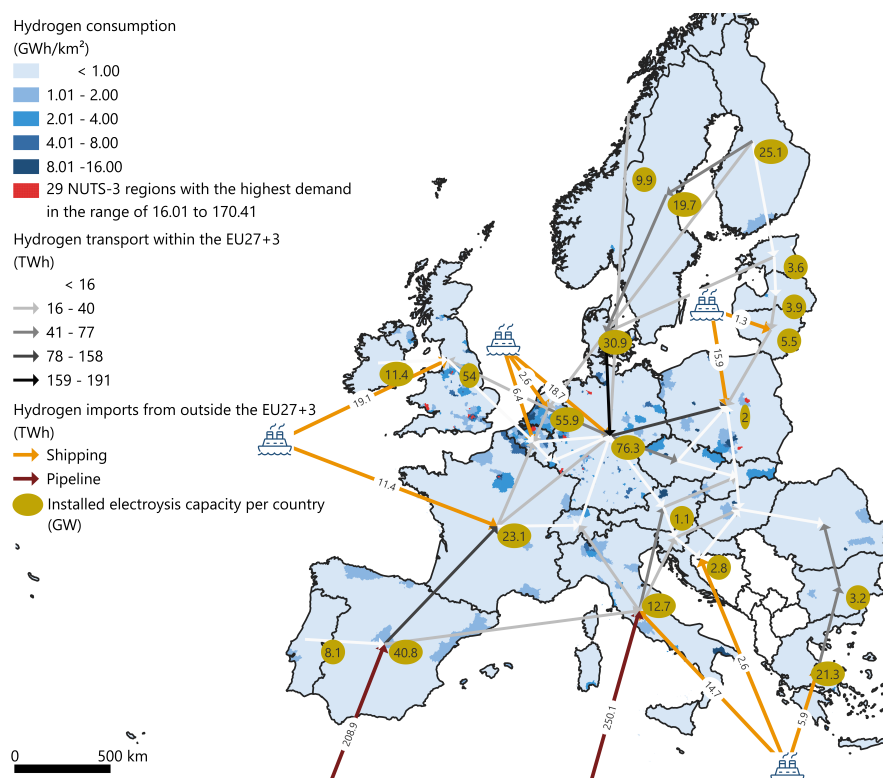 Hydrogen consumption
(GWh/km²)
< 1.00
1.01 - 2.00
2.01 - 4.00
4.01 - 8.00
8.01 -16.00
29 NUTS-3 regions with the highest demand
in the range of 16.01 to 170.41
Hydrogen transport within the EU27+3
(TWh)
< 16
16 - 40
41 - 77
78 - 158
159 - 191
Hydrogen imports from outside the EU27+3
(TWh)
Shipping
Pipeline
Installed electroysis capacity per country
(GW)
25.1
9.9
19.7
3.6
3.9
1.3
5.5
30.9
15.9
11.4
54
2.6
18.7
6.4
19.1
55.9
2
76.3
11.4
1.1
23.1
2.8
3.2
12.7
8.1
40.8
2.6
21.3
14.7
5.9
250.1
208.9
0
500 km